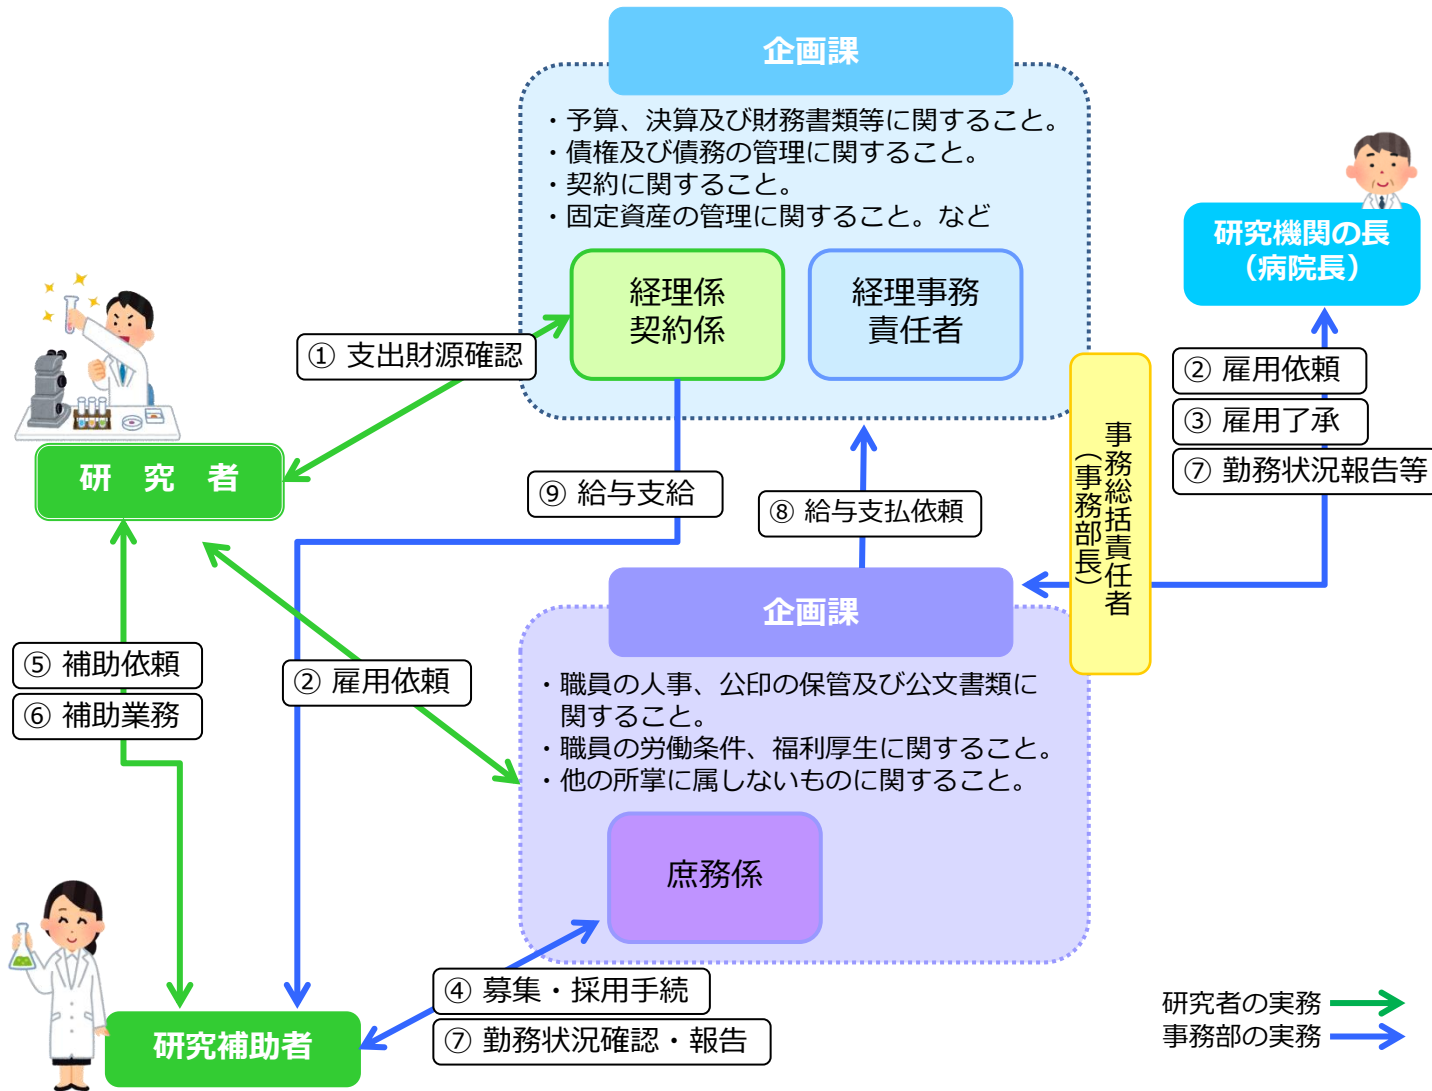 企画課
・予算、決算及び財務書類等に関すること。
・債権及び債務の管理に関すること。
・契約に関すること。
・固定資産の管理に関すること。など
経理係
契約係
経理事務
責任者
研究機関の長
（病院長）
① 支出財源確認
② 雇用依頼
③ 雇用了承
⑦ 勤務状況報告等
事務総括責任者
（事務部長）
研 究 者
⑨ 給与支給
⑧ 給与支払依頼
企画課
・職員の人事、公印の保管及び公文書類に
関すること。
・職員の労働条件、福利厚生に関すること。
・他の所掌に属しないものに関すること。
庶務係
⑤ 補助依頼
⑥ 補助業務
② 雇用依頼
④ 募集・採用手続
⑦ 勤務状況確認・報告
研究補助者
研究者の実務
事務部の実務